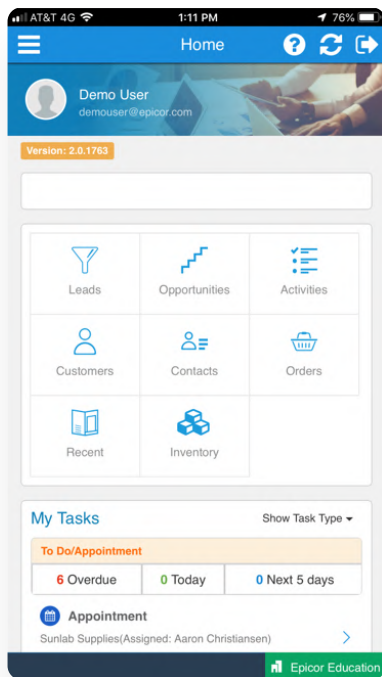 AT&T 4G 1:11 PM 76%
Home
Demo User
demouser@epicor.com
Version: 2.0.1763
Leads Opportunities Activities
Customers Contacts Orders
Recent Inventory
My Tasks Show Task Type
To Do/Appointment
6 Overdue 0 Today 0 Next 5 days
Appointment
Sunlab Supplies(Assigned: Aaron Christiansen)
Epicor Education